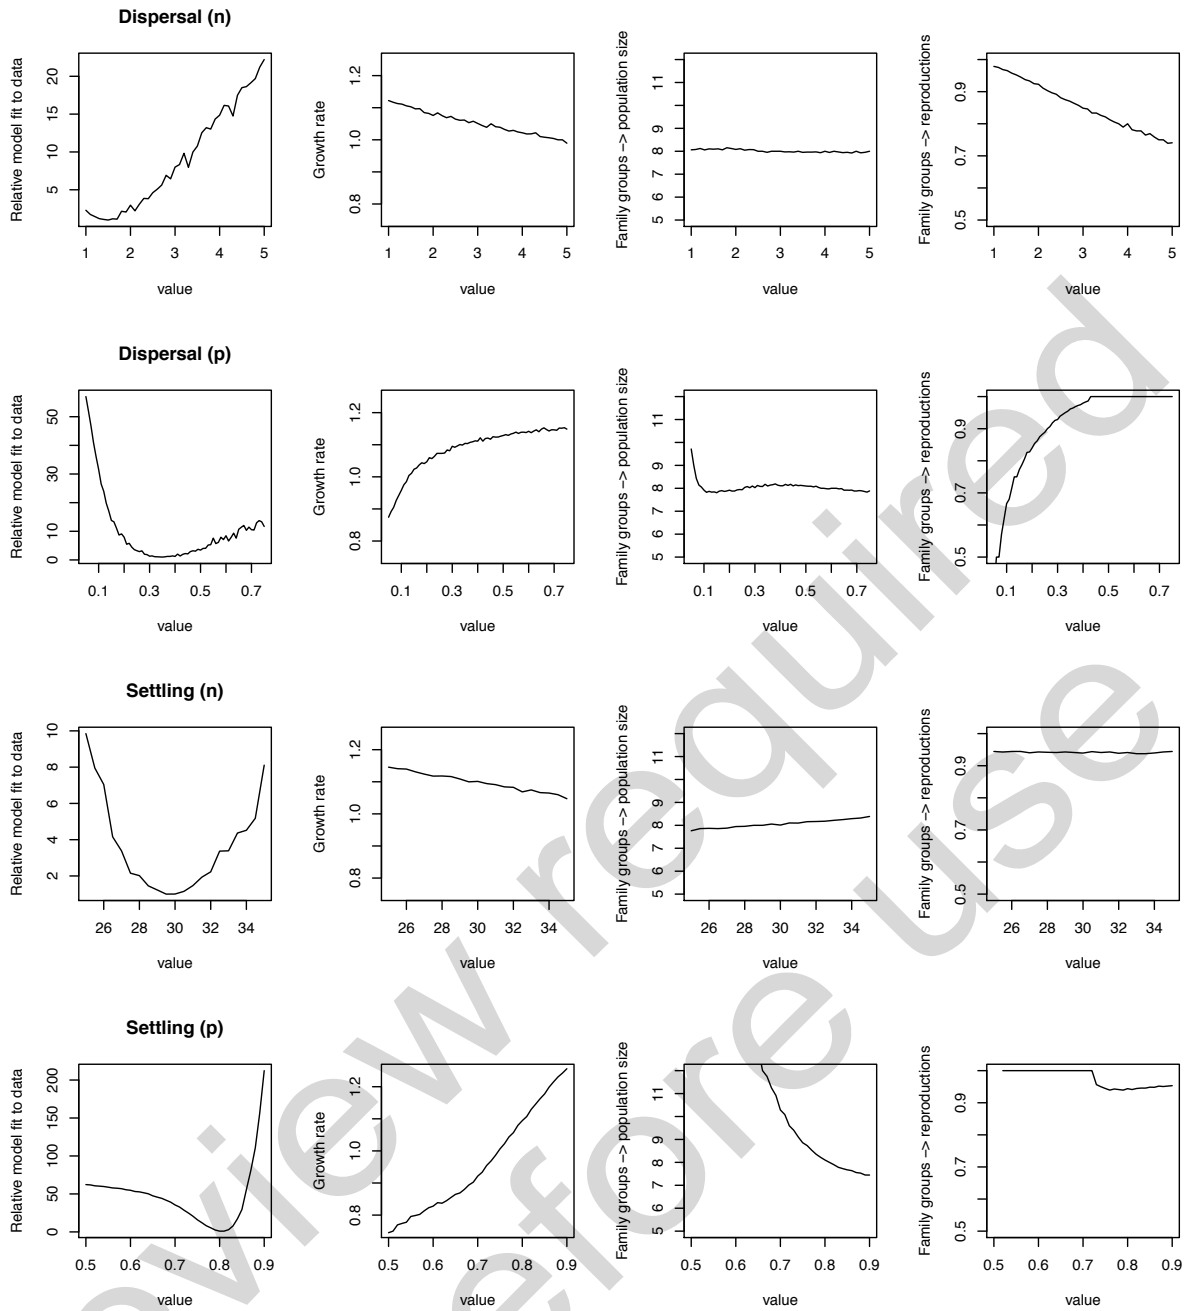 Dispersal (n)
Relative model fit to data
5 10 15 20
1 2 3 4 5
value
Growth rate
0.8 1.0 1.2
1 2 3 4 5
value
Family groups −> population size
5 6 7 8 9 11
1 2 3 4 5
value
Family groups −> reproductions
0.5 0.7 0.9
1 2 3 4 5
value
Dispersal (p)
Relative model fit to data
0 10 30 50
0.1 0.3 0.5 0.7
value
Growth rate
0.8 1.0 1.2
0.1 0.3 0.5 0.7
value
Family groups −> population size
5 6 7 8 9 11
0.1 0.3 0.5 0.7
value
Family groups −> reproductions
0.5 0.7 0.9
0.1 0.3 0.5 0.7
value
Settling (n)
Relative model fit to data
2 4 6 8 10
26 28 30 32 34
value
Growth rate
0.8 1.0 1.2
26 28 30 32 34
value
Family groups −> population size
5 6 7 8 9 11
26 28 30 32 34
value
Family groups −> reproductions
0.5 0.7 0.9
26 28 30 32 34
value
Settling (p)
Relative model fit to data
0 50 100 150 200
0.5 0.6 0.7 0.8 0.9
value
Growth rate
0.8 1.0 1.2
0.5 0.6 0.7 0.8 0.9
value
Family groups −> population size
5 6 7 8 9 11
0.5 0.6 0.7 0.8 0.9
value
Family groups −> reproductions
0.5 0.7 0.9
0.5 0.6 0.7 0.8 0.9
value
view required
efore use